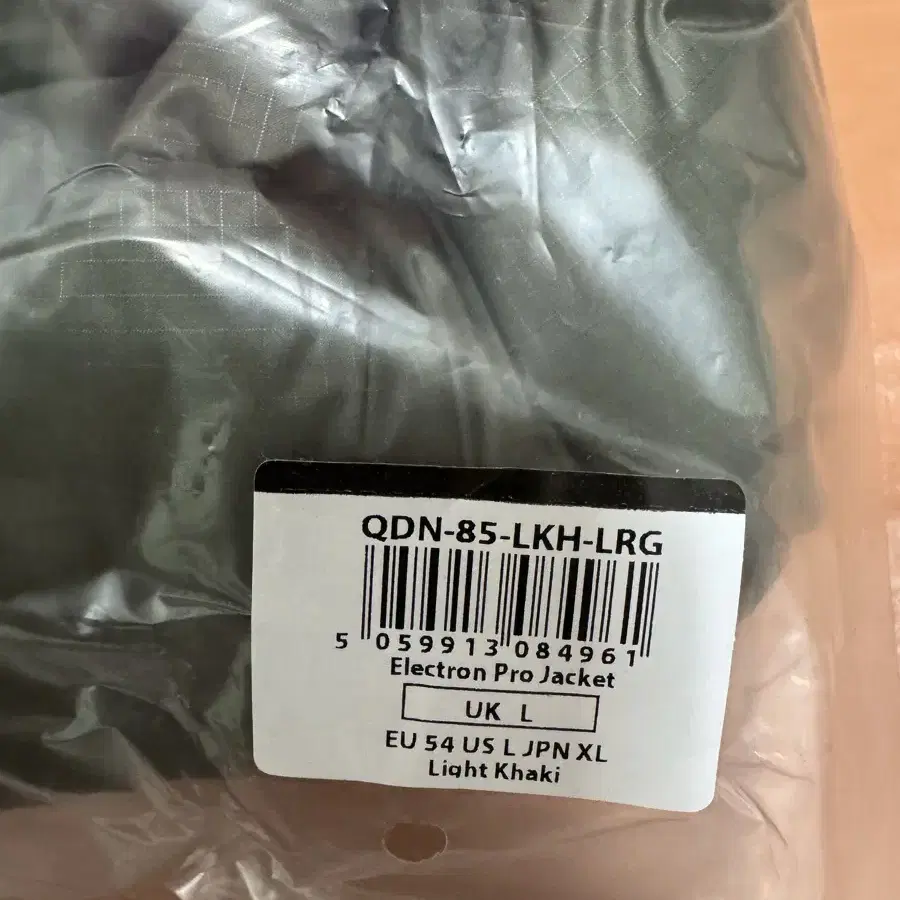 QDN-85-LKH-LRG
5 059913 084961
Electron Pro Jacket
UK L
EU 54 US L JPN XL
Light Khaki